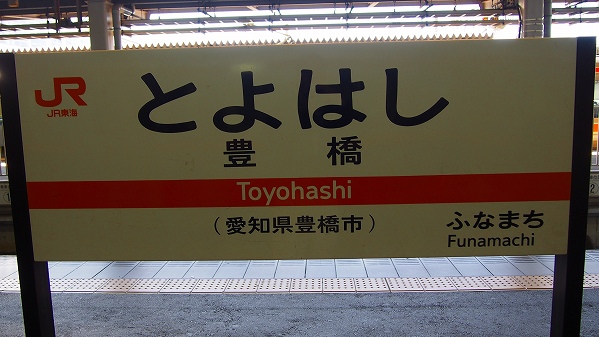 JR
JR東海
とよはし
豊橋
Toyohashi
(愛知県豊橋市)
ふなまち
Funamachi